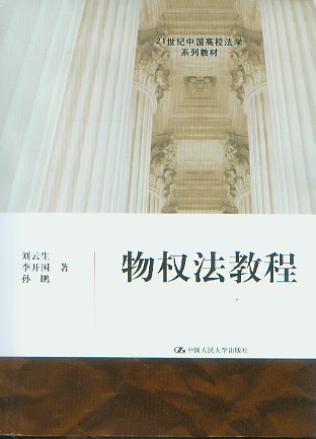 21世纪中国高校法学
系列教材
刘云生
李开国 著
孙 鹏
物权法教程
中国人民大学出版社